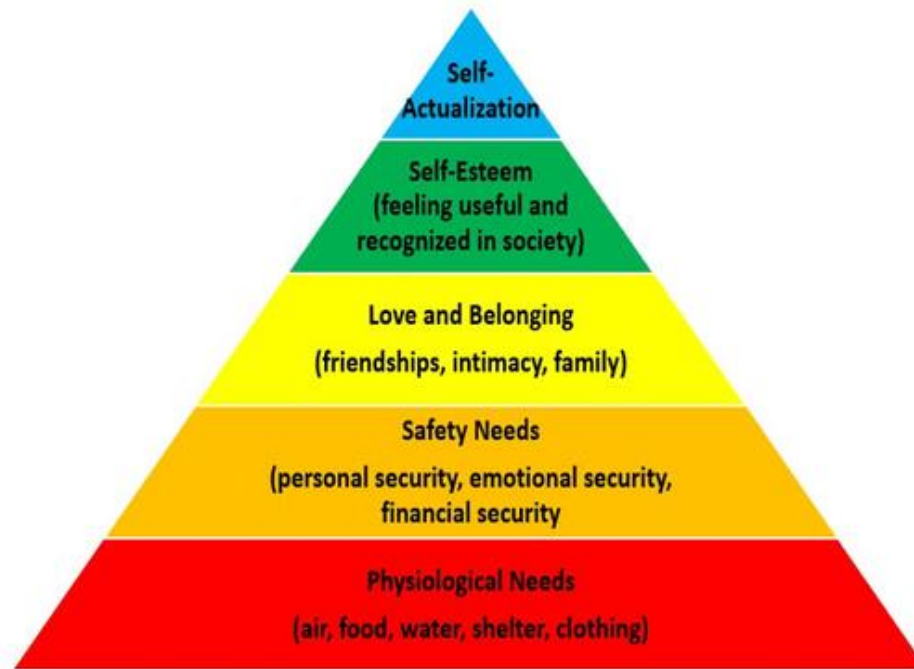 Self-
Actualization
Self-Esteem
(feeling useful and
recognized in society)
Love and Belonging
(friendships, intimacy, family)
Safety Needs
(personal security, emotional security,
financial security
Physiological Needs
(air, food, water, shelter, clothing)